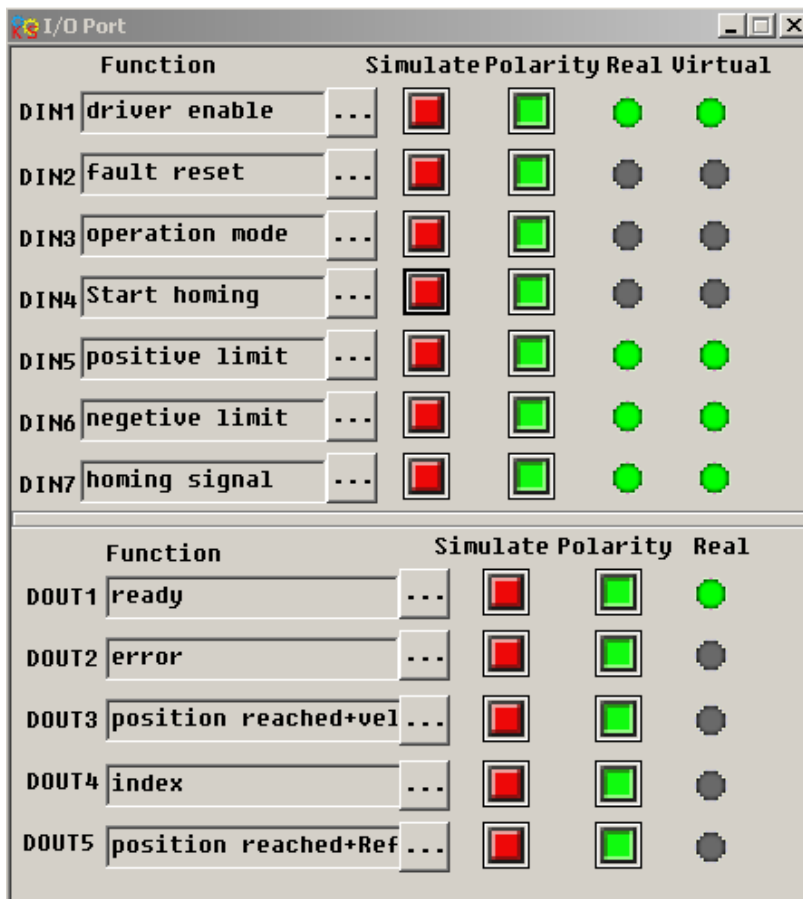 I/O Port
Function Simulate Polarity Real Virtual
DIN1 driver enable ...
DIN2 fault reset ...
DIN3 operation mode ...
DIN4 Start homing ...
DIN5 positive limit ...
DIN6 negetive limit ...
DIN7 homing signal ...
Function Simulate Polarity Real
DOUT1 ready ...
DOUT2 error ...
DOUT3 position reached+vel ...
DOUT4 index ...
DOUT5 position reached+Ref ...